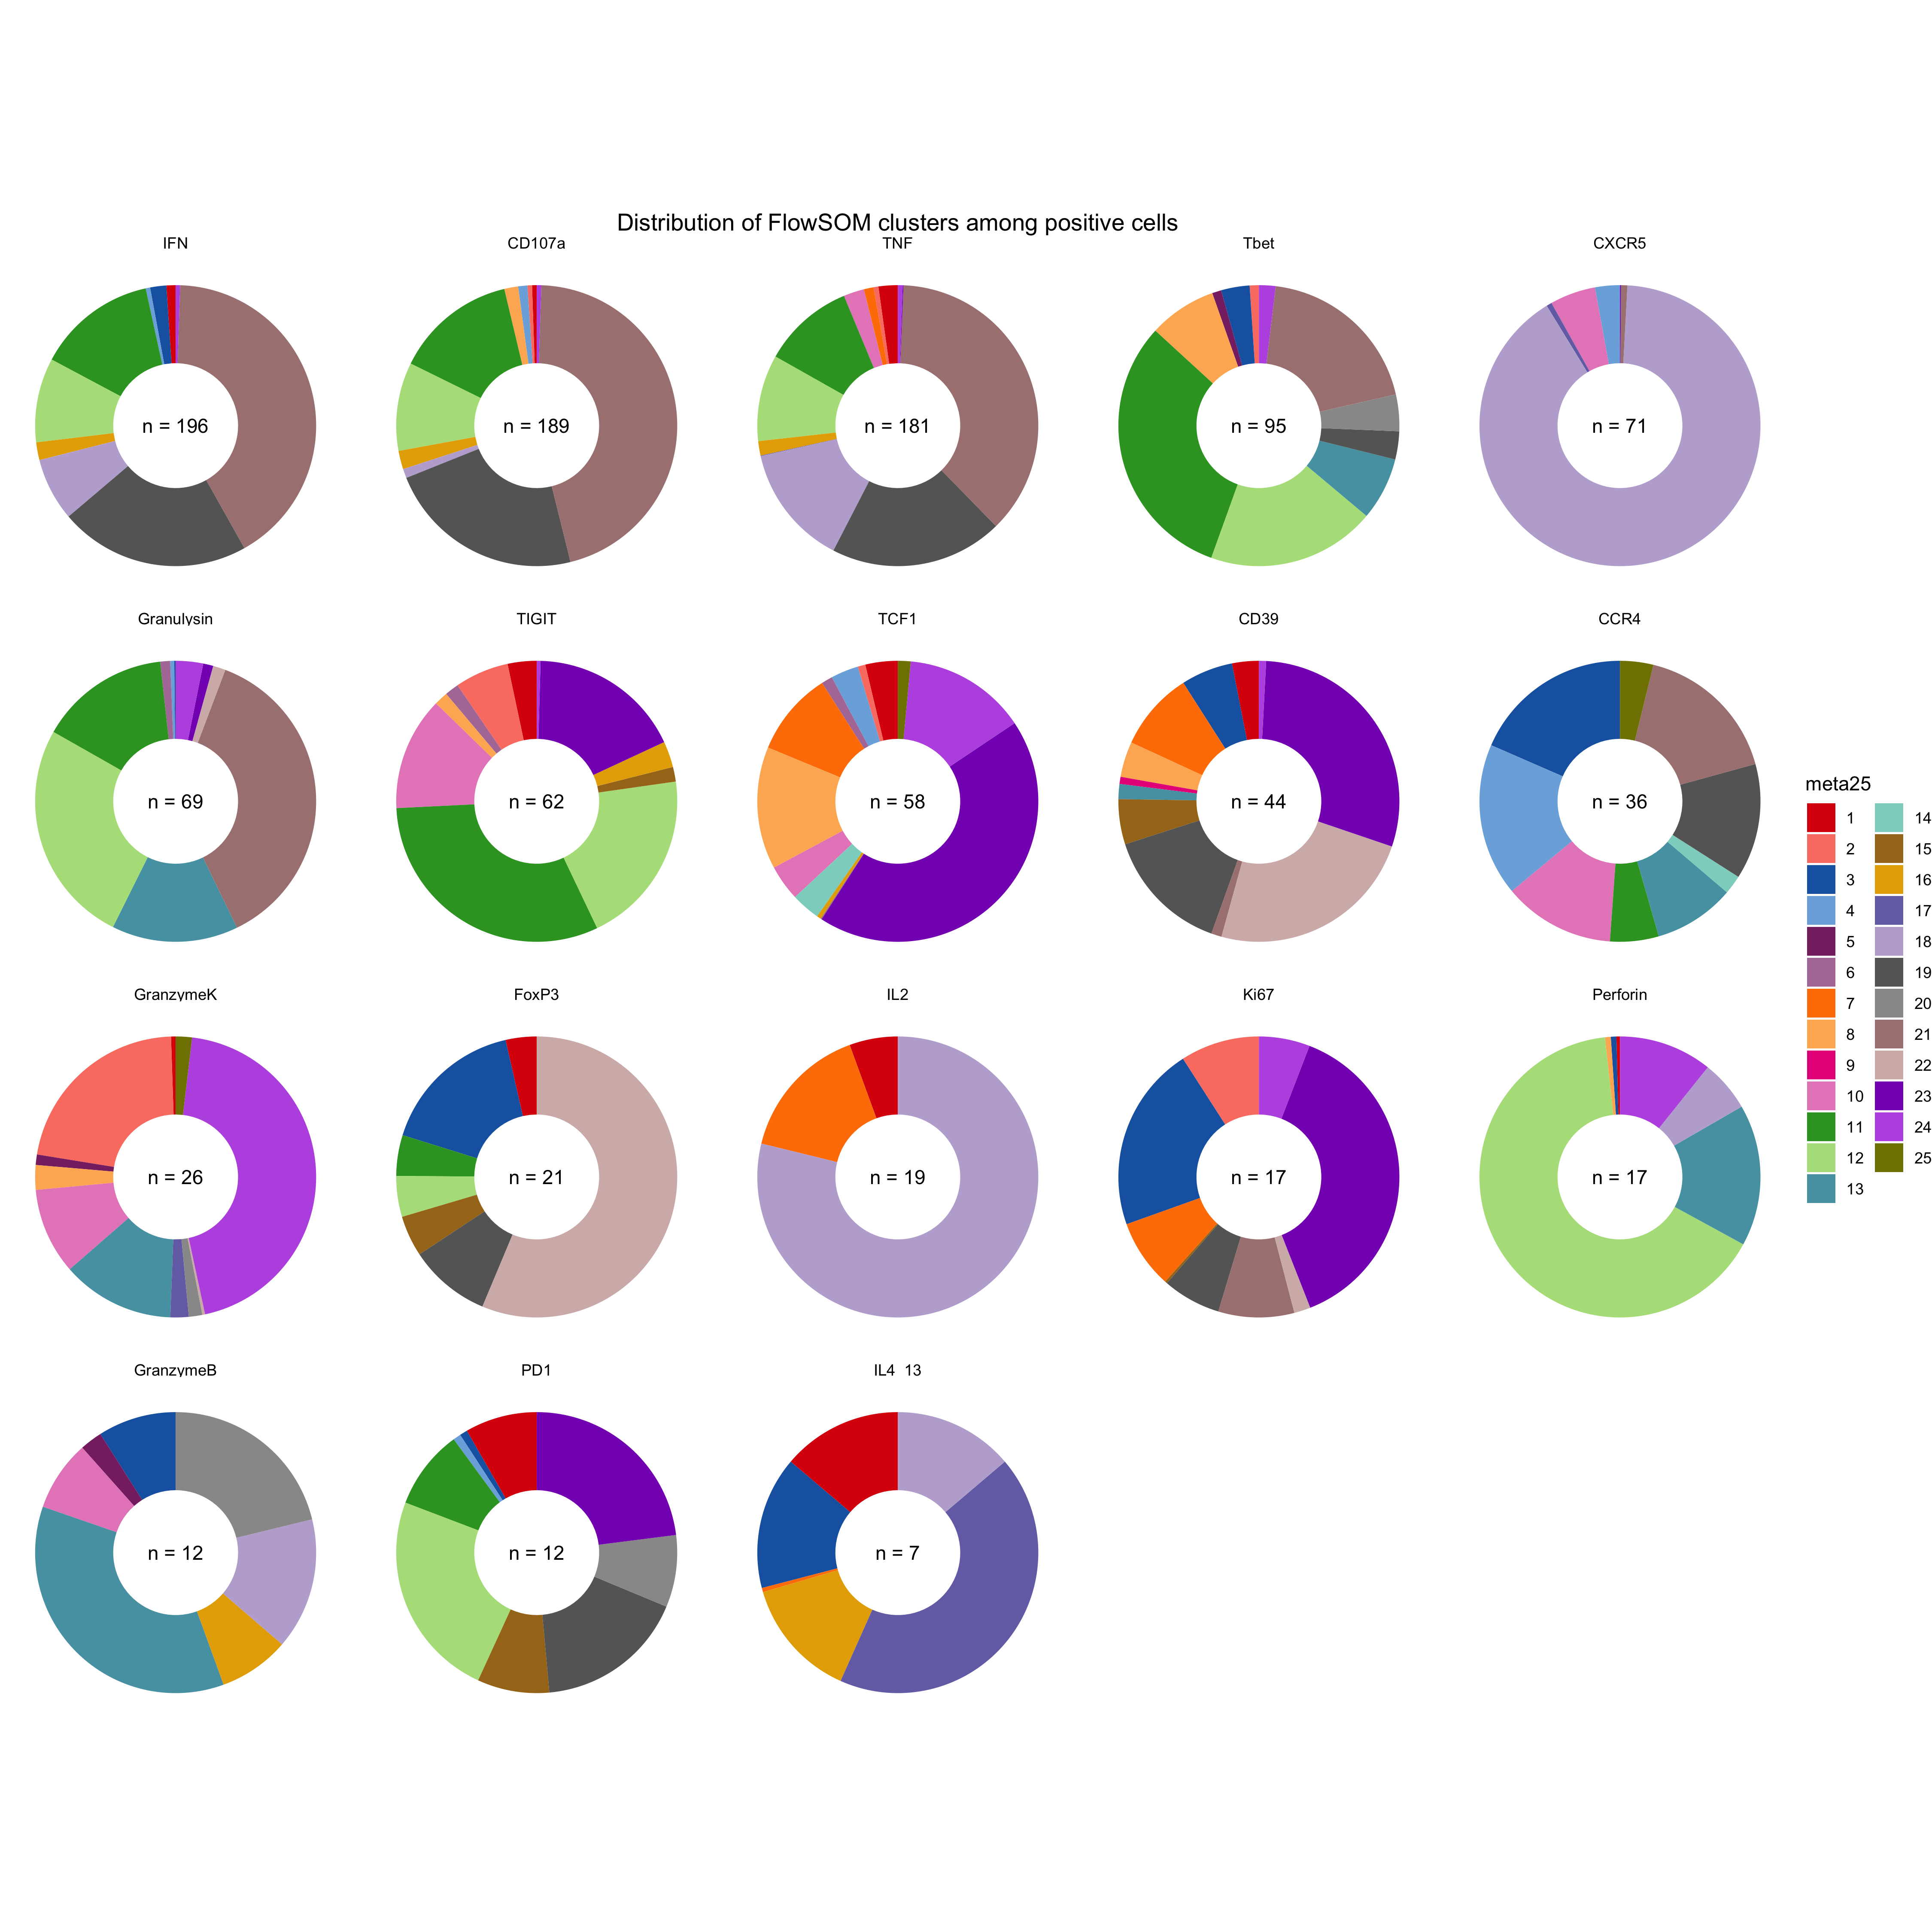 Distribution of FlowSOM clusters among positive cells
IFN
CD107a
TNF
Tbet
CXCR5
n = 196
n = 189
n = 181
n = 95
n = 71
Granulysin
TIGIT
TCF1
CD39
CCR4
n = 69
n = 62
n = 58
n = 44
n = 36
GranzymeK
FoxP3
IL2
Ki67
Perforin
n = 26
n = 21
n = 19
n = 17
n = 17
GranzymeB
PD1
IL4 13
n = 12
n = 12
n = 7
meta25
1
2
3
4
5
6
7
8
9
10
11
12
13
14
15
16
17
18
19
20
21
22
23
24
25